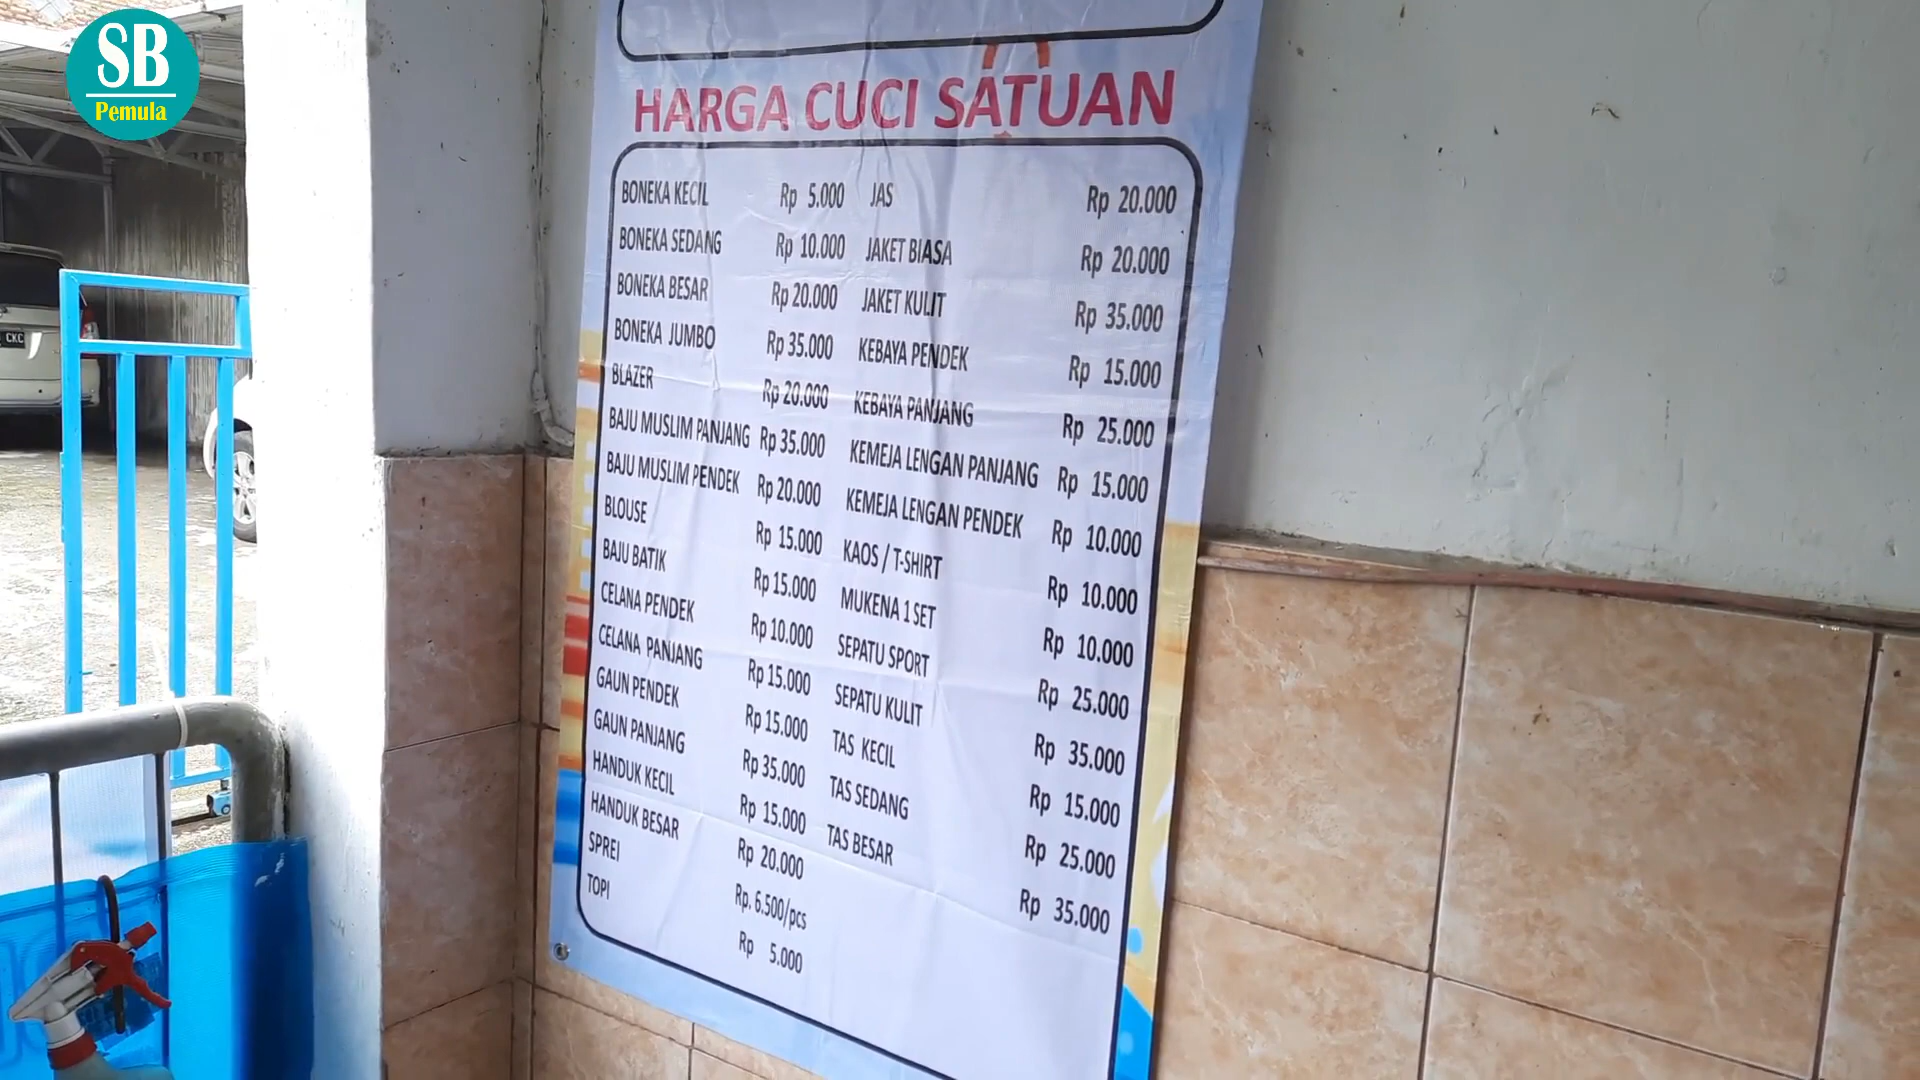 SB
Pemula
CKC
HARGA CUCI SATUAN
BONEKA KECIL Rp 5.000 JAS Rp 20.000
BONEKA SEDANG Rp 10.000 JAKET BIASA Rp 20.000
BONEKA BESAR Rp 20.000 JAKET KULIT Rp 35.000
BONEKA JUMBO Rp 35.000 KEBAYA PENDEK Rp 15.000
BLAZER Rp 20.000 KEBAYA PANJANG Rp 25.000
BAJU MUSLIM PANJANG Rp 35.000 KEMEJA LENGAN PANJANG Rp 15.000
BAJU MUSLIM PENDEK Rp 20.000 KEMEJA LENGAN PENDEK Rp 10.000
BLOUSE Rp 15.000 KAOS / T-SHIRT Rp 10.000
BAJU BATIK Rp 15.000 MUKENA 1 SET Rp 10.000
CELANA PENDEK Rp 10.000 SEPATU SPORT Rp 25.000
CELANA PANJANG Rp 15.000 SEPATU KULIT Rp 35.000
GAUN PENDEK Rp 15.000 TAS KECIL Rp 15.000
GAUN PANJANG Rp 35.000 TAS SEDANG Rp 25.000
HANDUK KECIL Rp 15.000 TAS BESAR Rp 35.000
HANDUK BESAR Rp 20.000
SPREI Rp. 6.500/pcs
TOPI Rp 5.000